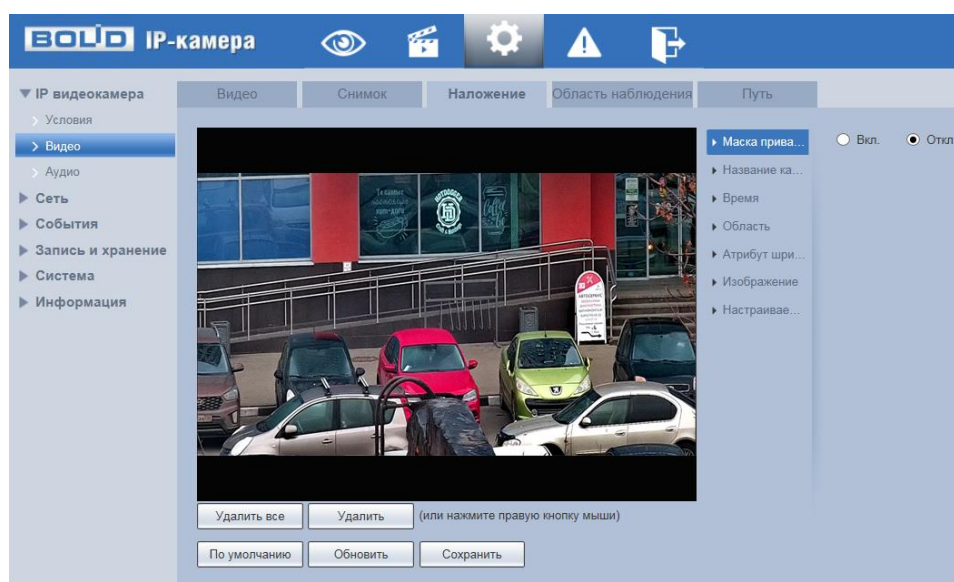 BOLID IP-камера
IP видеокамера
Условия
Видео
Аудио
Сеть
События
Запись и хранение
Система
Информация
Видео
Снимок
Наложение
Область наблюдения
Путь
Маска прива...
Название ка...
Время
Область
Атрибут шри...
Изображение
Настраивае...
Вкл.
Откл
HOTDOGGER
АВТОСЕРВИС
Удалить все
Удалить
(или нажмите правую кнопку мыши)
По умолчанию
Обновить
Сохранить